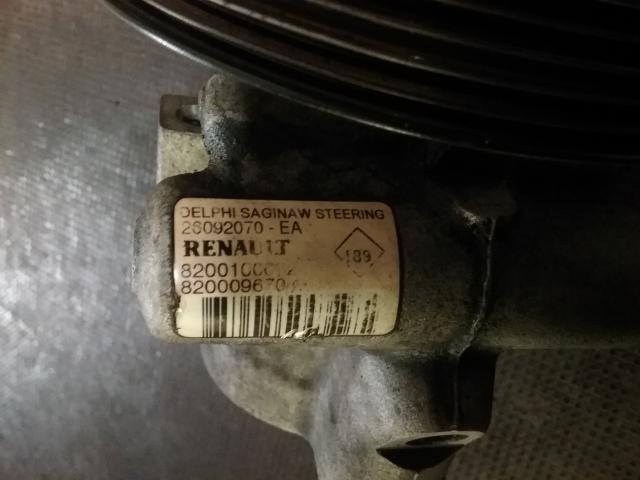 DELPHI SAGINAW STEERING
26092070 - EA
RENAULT
189